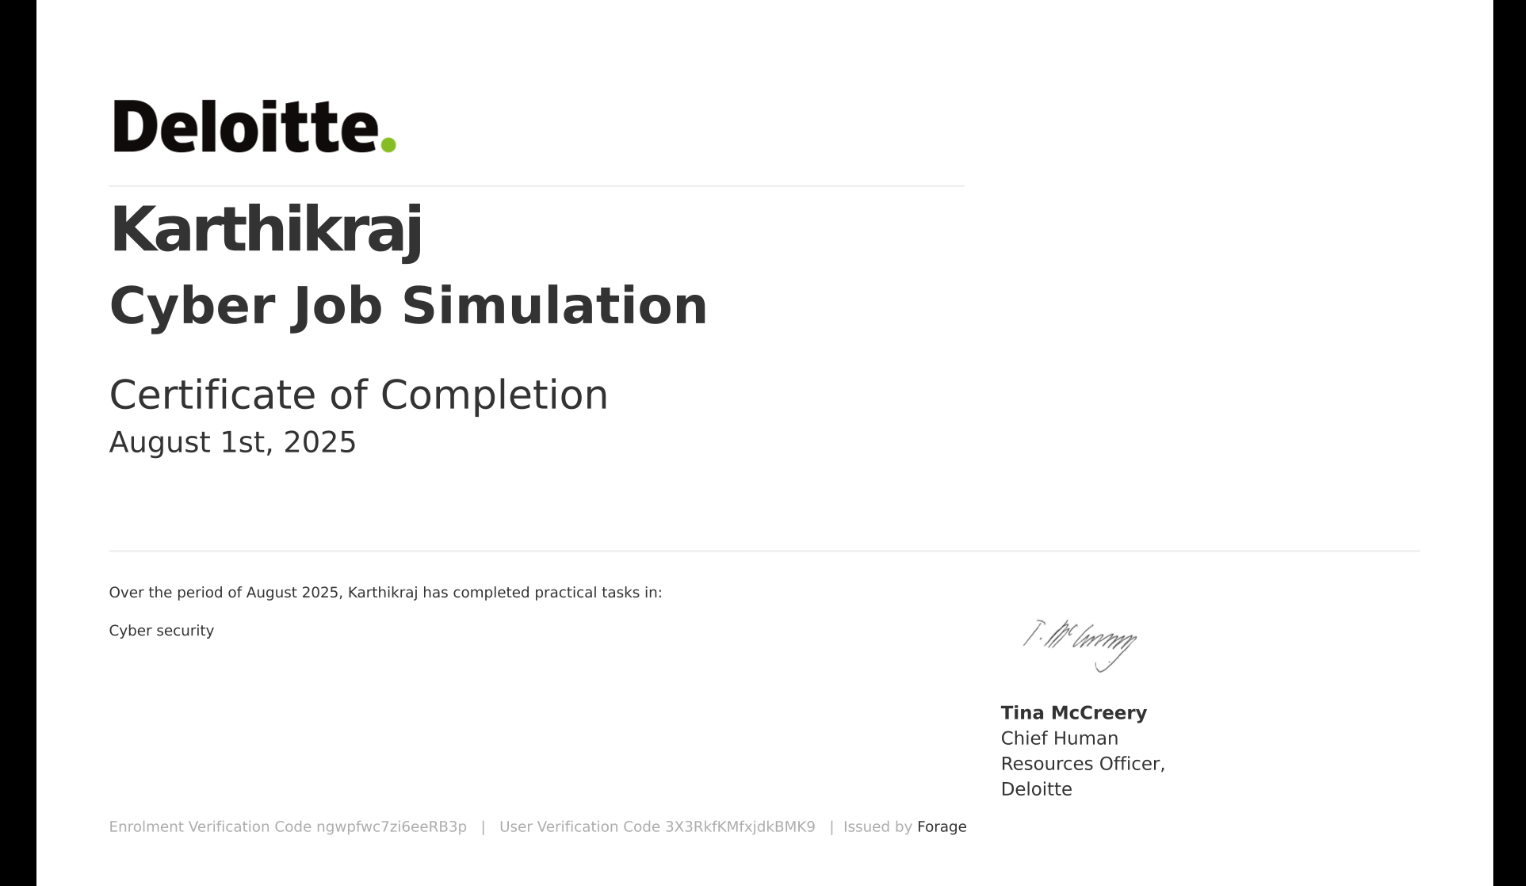 Deloitte.
Karthikraj
Cyber Job Simulation
Certificate of Completion
August 1st, 2025
Over the period of August 2025, Karthikraj has completed practical tasks in:
Cyber security
T. McCreery
Tina McCreery
Chief Human
Resources Officer,
Deloitte
Enrolment Verification Code ngwpfwc7zi6eeRB3p | User Verification Code 3X3RkfKMfxjdkBMK9 | Issued by Forage